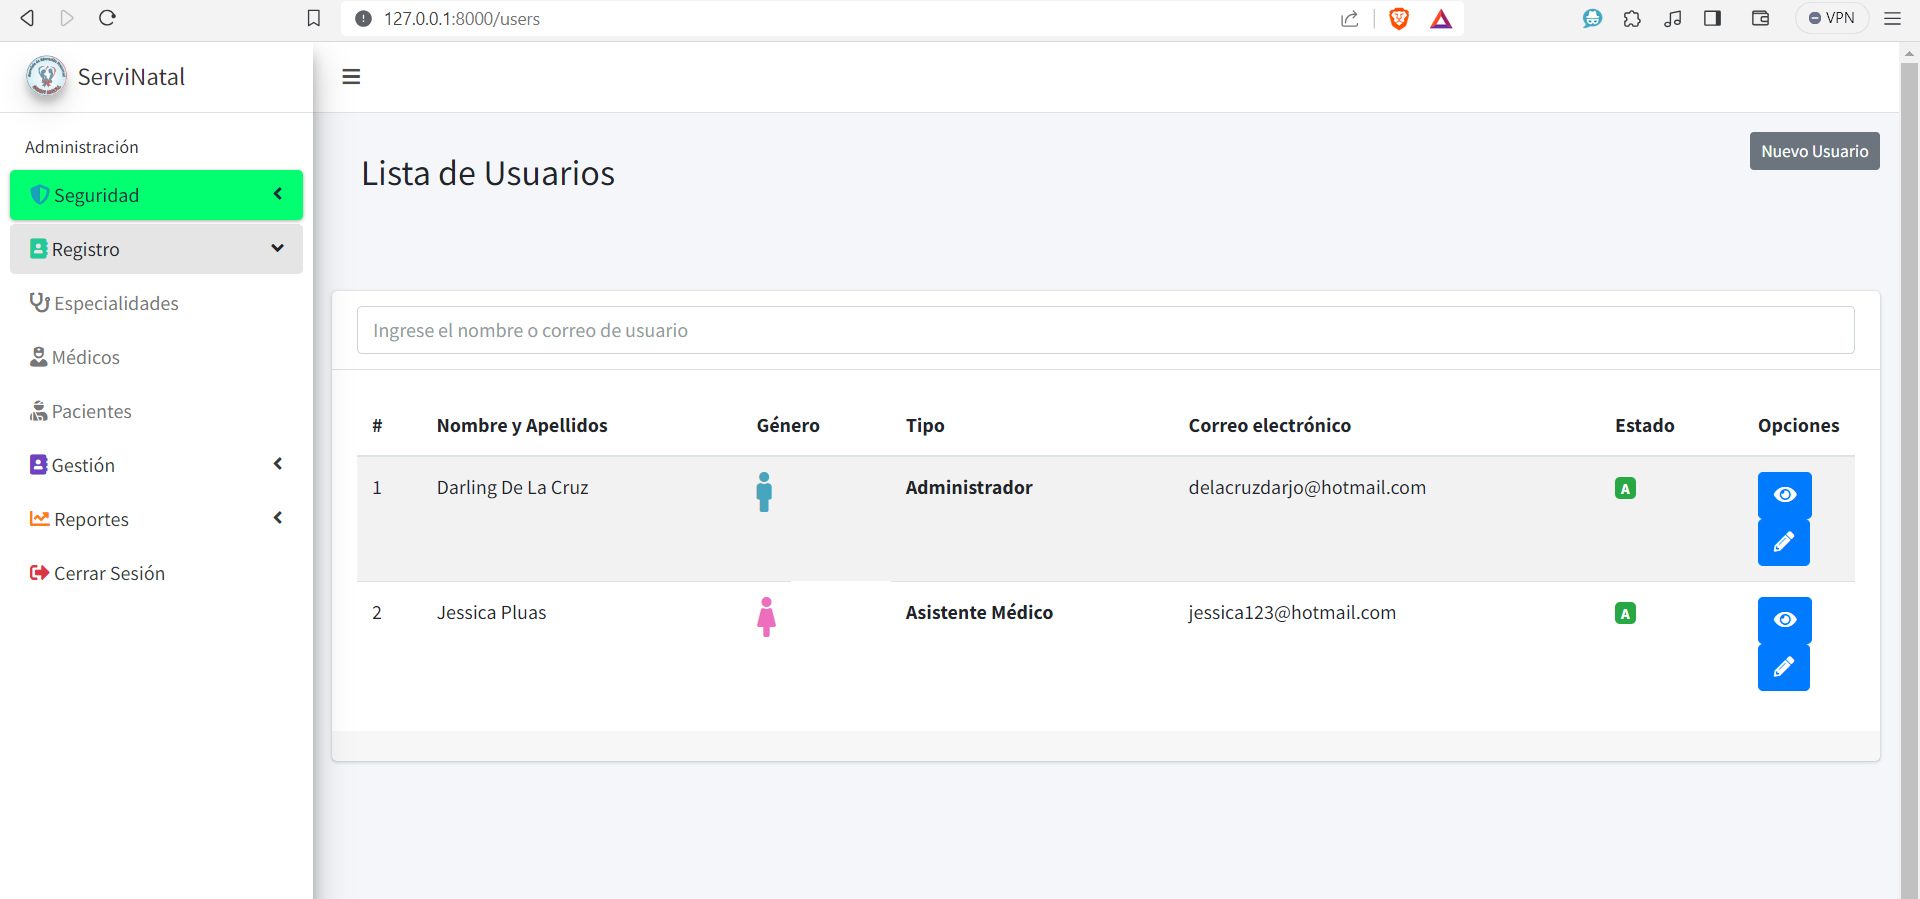 127.0.0.1:8000/users
VPN
ServiNatal
Administración
Seguridad
Registro
Especialidades
Médicos
Pacientes
Gestión
Reportes
Cerrar Sesión
Lista de Usuarios
Nuevo Usuario
Ingrese el nombre o correo de usuario
# Nombre y Apellidos Género Tipo Correo electrónico Estado Opciones
1 Darling De La Cruz Administrador delacruzdarjo@hotmail.com A
2 Jessica Pluas Asistente Médico jessica123@hotmail.com A